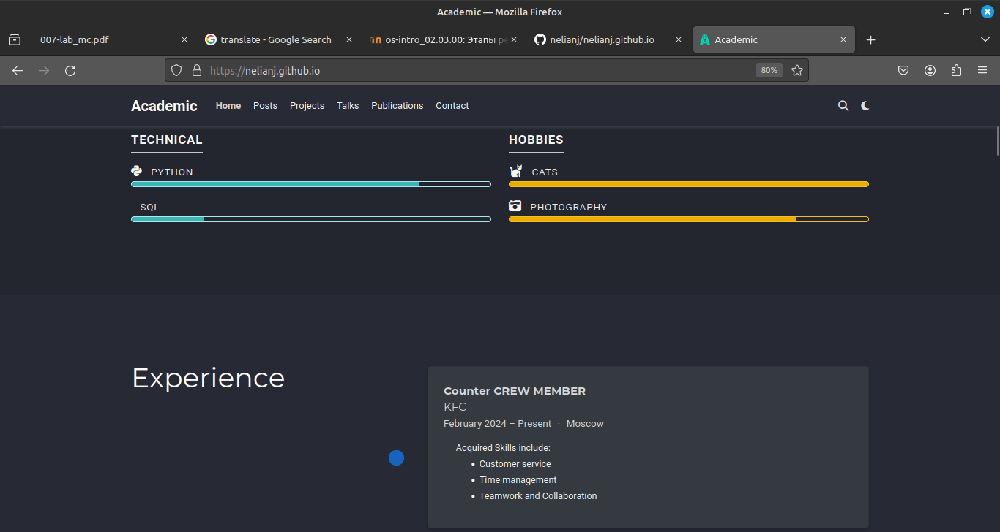 Academic — Mozilla Firefox
007-lab_mc.pdf
translate - Google Search
os-intro_02.03.00: Этапы ре
nelianj/nelianj.github.io
Academic
https://nelianj.github.io
80%
Academic Home Posts Projects Talks Publications Contact
TECHNICAL
PYTHON
SQL
HOBBIES
CATS
PHOTOGRAPHY
Experience
Counter CREW MEMBER
KFC
February 2024 – Present · Moscow
Acquired Skills include:
• Customer service
• Time management
• Teamwork and Collaboration